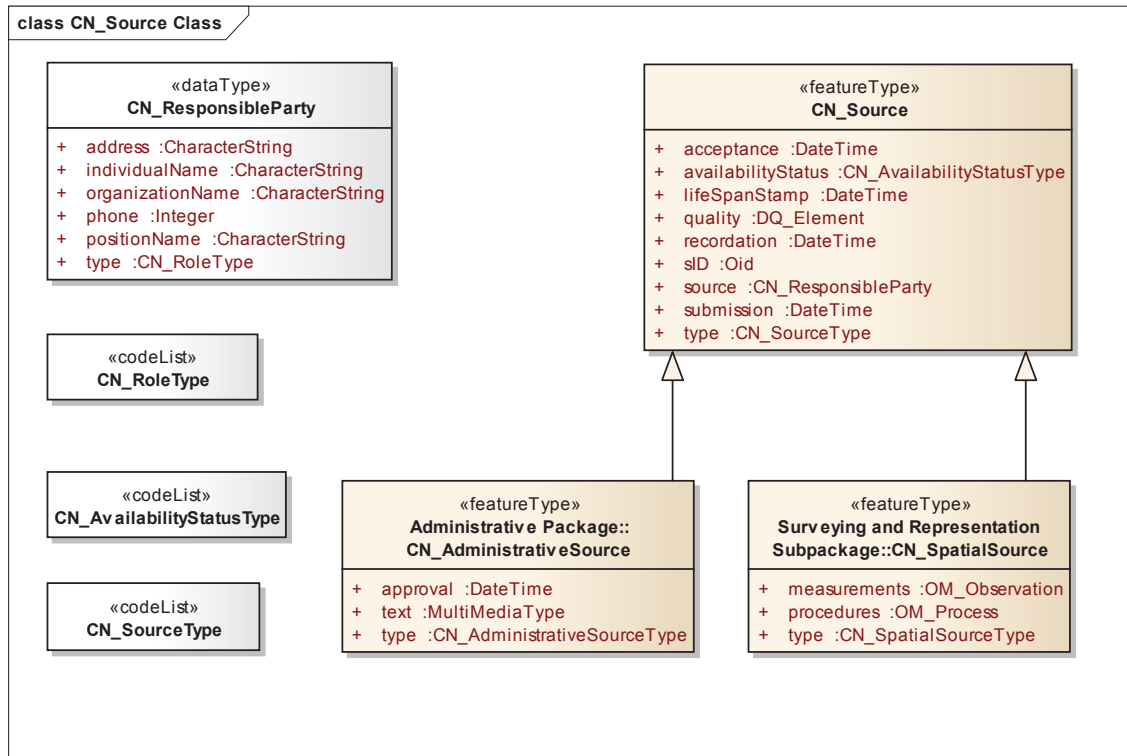 class CN_Source Class
«dataType»
CN_ResponsibleParty
+ address :CharacterString
+ individualName :CharacterString
+ organizationName :CharacterString
+ phone :Integer
+ positionName :CharacterString
+ type :CN_RoleType
«codeList»
CN_RoleType
«codeList»
CN_AvailabilityStatusType
«codeList»
CN_SourceType
«featureType»
CN_Source
+ acceptance :DateTime
+ availabilityStatus :CN_AvailabilityStatusType
+ lifeSpanStamp :DateTime
+ quality :DQ_Element
+ recordation :DateTime
+ sID :Oid
+ source :CN_ResponsibleParty
+ submission :DateTime
+ type :CN_SourceType
«featureType»
Administrative Package::
CN_AdministrativeSource
+ approval :DateTime
+ text :MultiMediaType
+ type :CN_AdministrativeSourceType
«featureType»
Surveying and Representation
Subpackage::CN_SpatialSource
+ measurements :OM_Observation
+ procedures :OM_Process
+ type :CN_SpatialSourceType